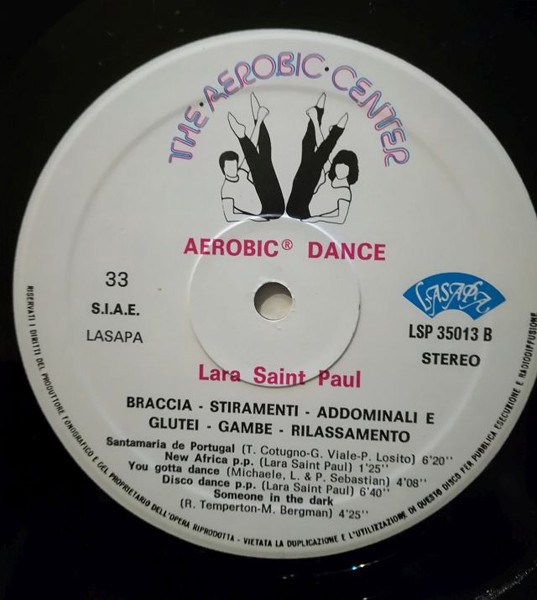 THE·AEROBIC·CENTER
AEROBIC® DANCE
33
S.I.A.E.
LASAPA
LASAPA
LSP 35013 B
STEREO
Lara Saint Paul
BRACCIA - STIRAMENTI - ADDOMINALI E
GLUTEI - GAMBE - RILASSAMENTO
Santamaria de Portugal (T. Cotugno-G. Viale-P. Losito) 6'20"
New Africa p.p. (Lara Saint Paul) 1'25"
You gotta dance (Michaele, L. & P. Sebastian) 4'08"
Disco dance p.p. (Lara Saint Paul) 6'40"
Someone in the dark
(R. Temperton-M. Bergman) 4'25"
RISERVATI I DIRITTI DEL PRODUTTORE FONOGRAFICO E DEL PROPRIETARIO DELL'OPERA RIPRODOTTA - VIETATA LA DUPLICAZIONE E L'UTILIZZAZIONE DI QUESTO DISCO PER PUBBLICA ESECUZIONE E RADIODIFFUSIONE